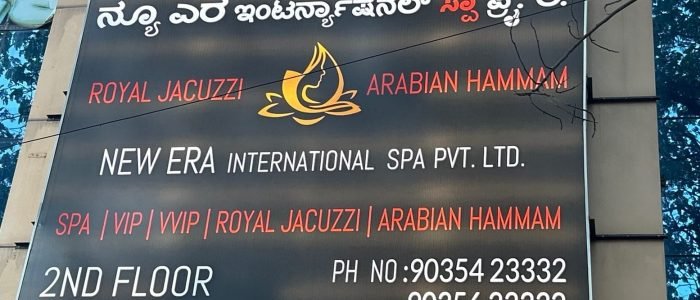 ನ್ಯೂ ಎರ ಇಂಟರ್ನ್ಯಾಷನಲ್ ಸ್ಪಾ
ROYAL JACUZZI ARABIAN HAMMAM
NEW ERA INTERNATIONAL SPA PVT. LTD.
SPA | VIP | VVIP | ROYAL JACUZZI | ARABIAN HAMMAM
2ND FLOOR PH NO :90354 23332